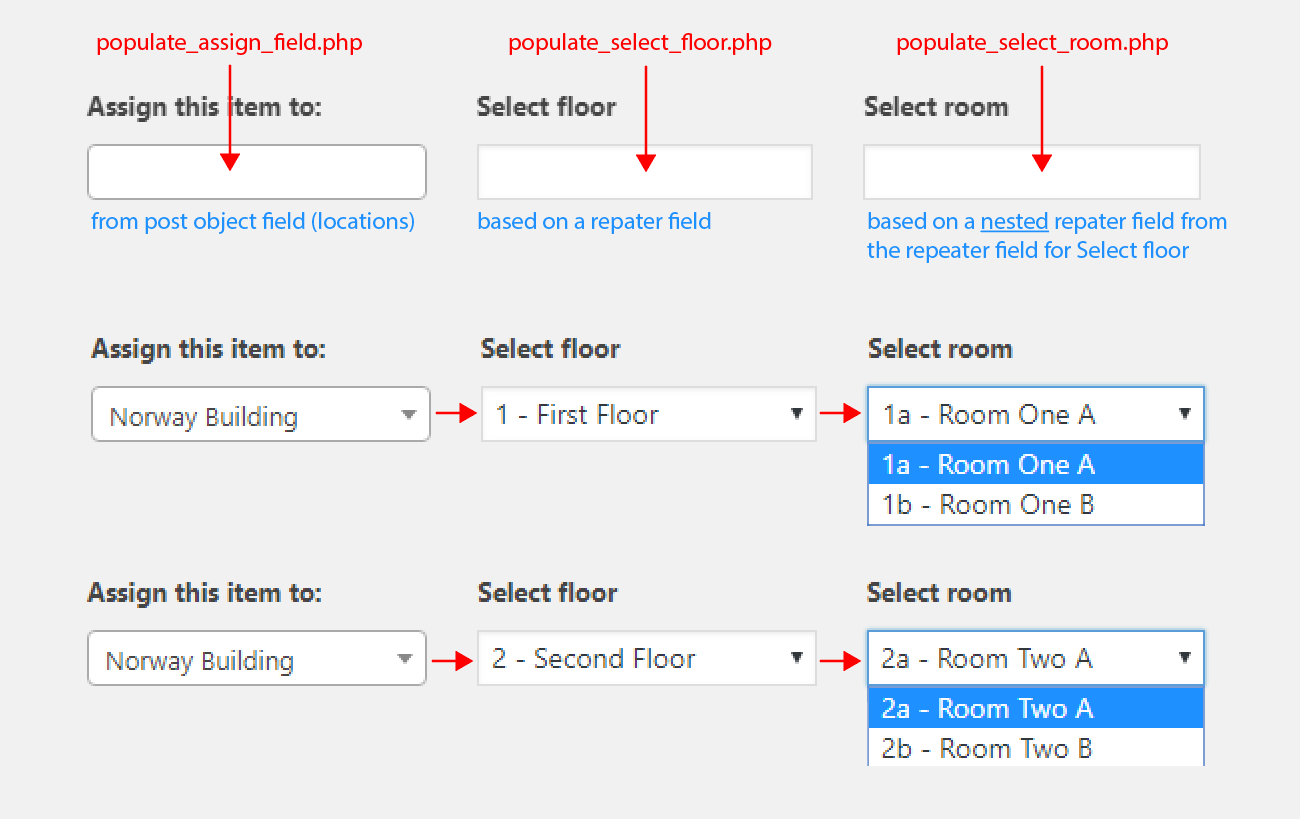 populate_assign_field.php populate_select_floor.php populate_select_room.php
Assign this item to: Select floor Select room
from post object field (locations) based on a repater field based on a nested repater field from
the repeater field for Select floor
Assign this item to: Select floor Select room
Norway Building 1 - First Floor 1a - Room One A
1a - Room One A
1b - Room One B
Assign this item to: Select floor Select room
Norway Building 2 - Second Floor 2a - Room Two A
2a - Room Two A
2b - Room Two B